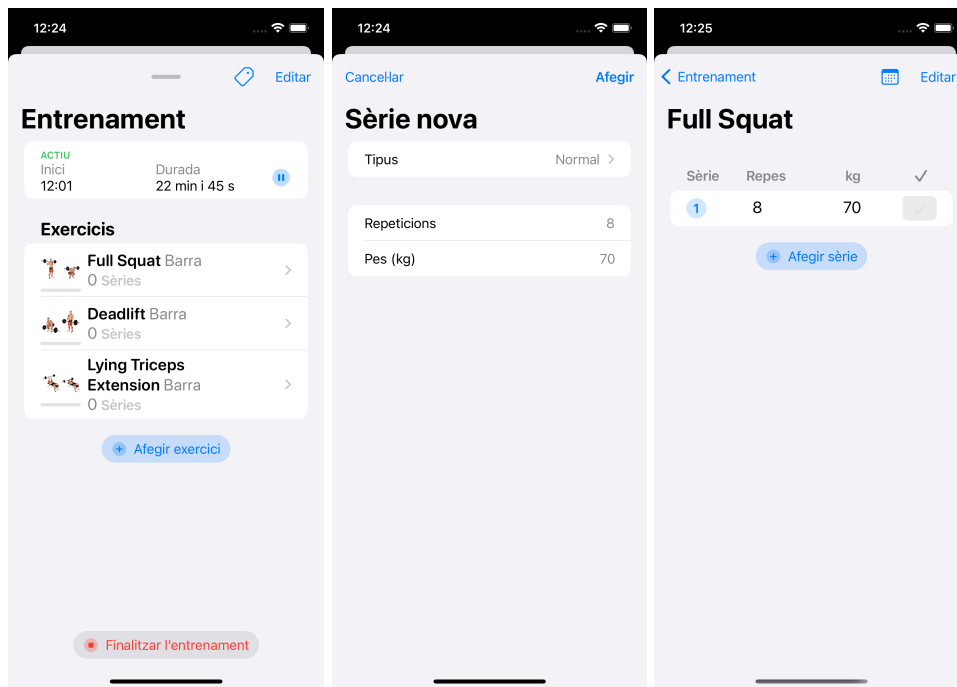 12:24
Editar
Entrenament
ACTIU
Inici
Durada
12:01
22 min i 45 s
Exercicis
Full Squat Barra
0 Sèries
Deadlift Barra
0 Sèries
Lying Triceps
Extension Barra
0 Sèries
Afegir exercici
Finalitzar l'entrenament
12:24
Cancel·lar
Afegir
Sèrie nova
Tipus
Normal
Repeticions
8
Pes (kg)
70
12:25
Entrenament
Editar
Full Squat
Sèrie
Repes
kg
1
8
70
Afegir sèrie